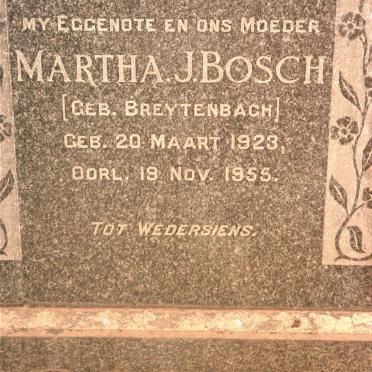 My Eggenote en ons Moeder
Martha. J. Bosch
[Geb. Breytenbach]
Geb. 20 Maart 1923,
Oorl. 19 Nov. 1955.
Tot Wedersiens.